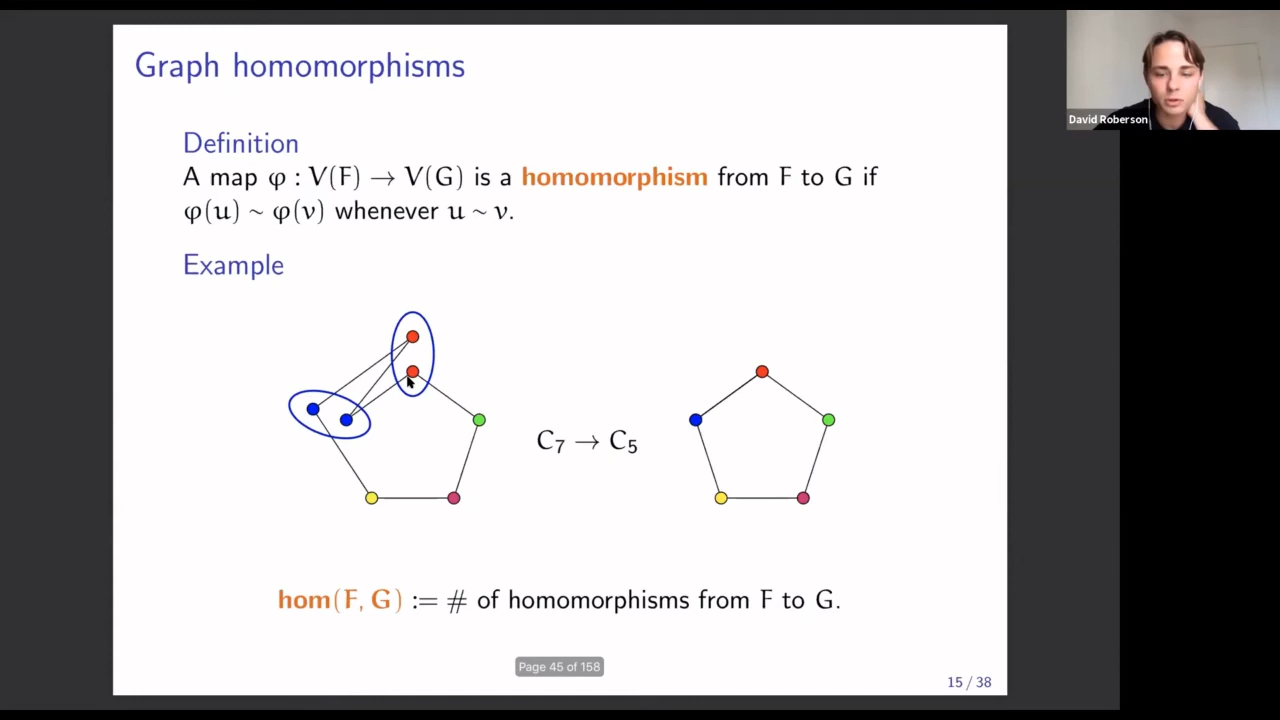 Graph homomorphisms
David Roberson
Definition
A map φ : V(F) → V(G) is a homomorphism from F to G if
φ(u) ~ φ(v) whenever u ~ v.
Example
C₇ → C₅
hom(F, G) := # of homomorphisms from F to G.
Page 45 of 158
15 / 38